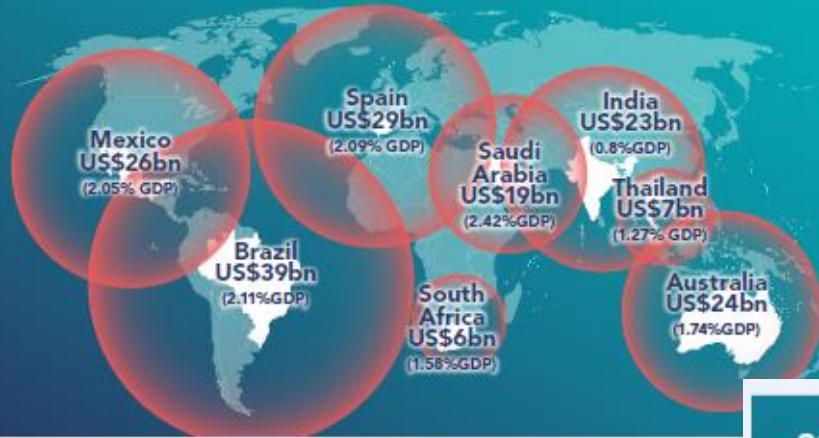 Mexico
US$26bn
(2.05% GDP)
Spain
US$29bn
(2.09% GDP)
Saudi
Arabia
US$19bn
(2.42%GDP)
India
US$23bn
(0.8%GDP)
Thailand
US$7bn
(1.27% GDP)
Brazil
US$39bn
(2.11%GDP)
South
Africa
US$6bn
(1.58%GDP)
Australia
US$24bn
(1.74%GDP)